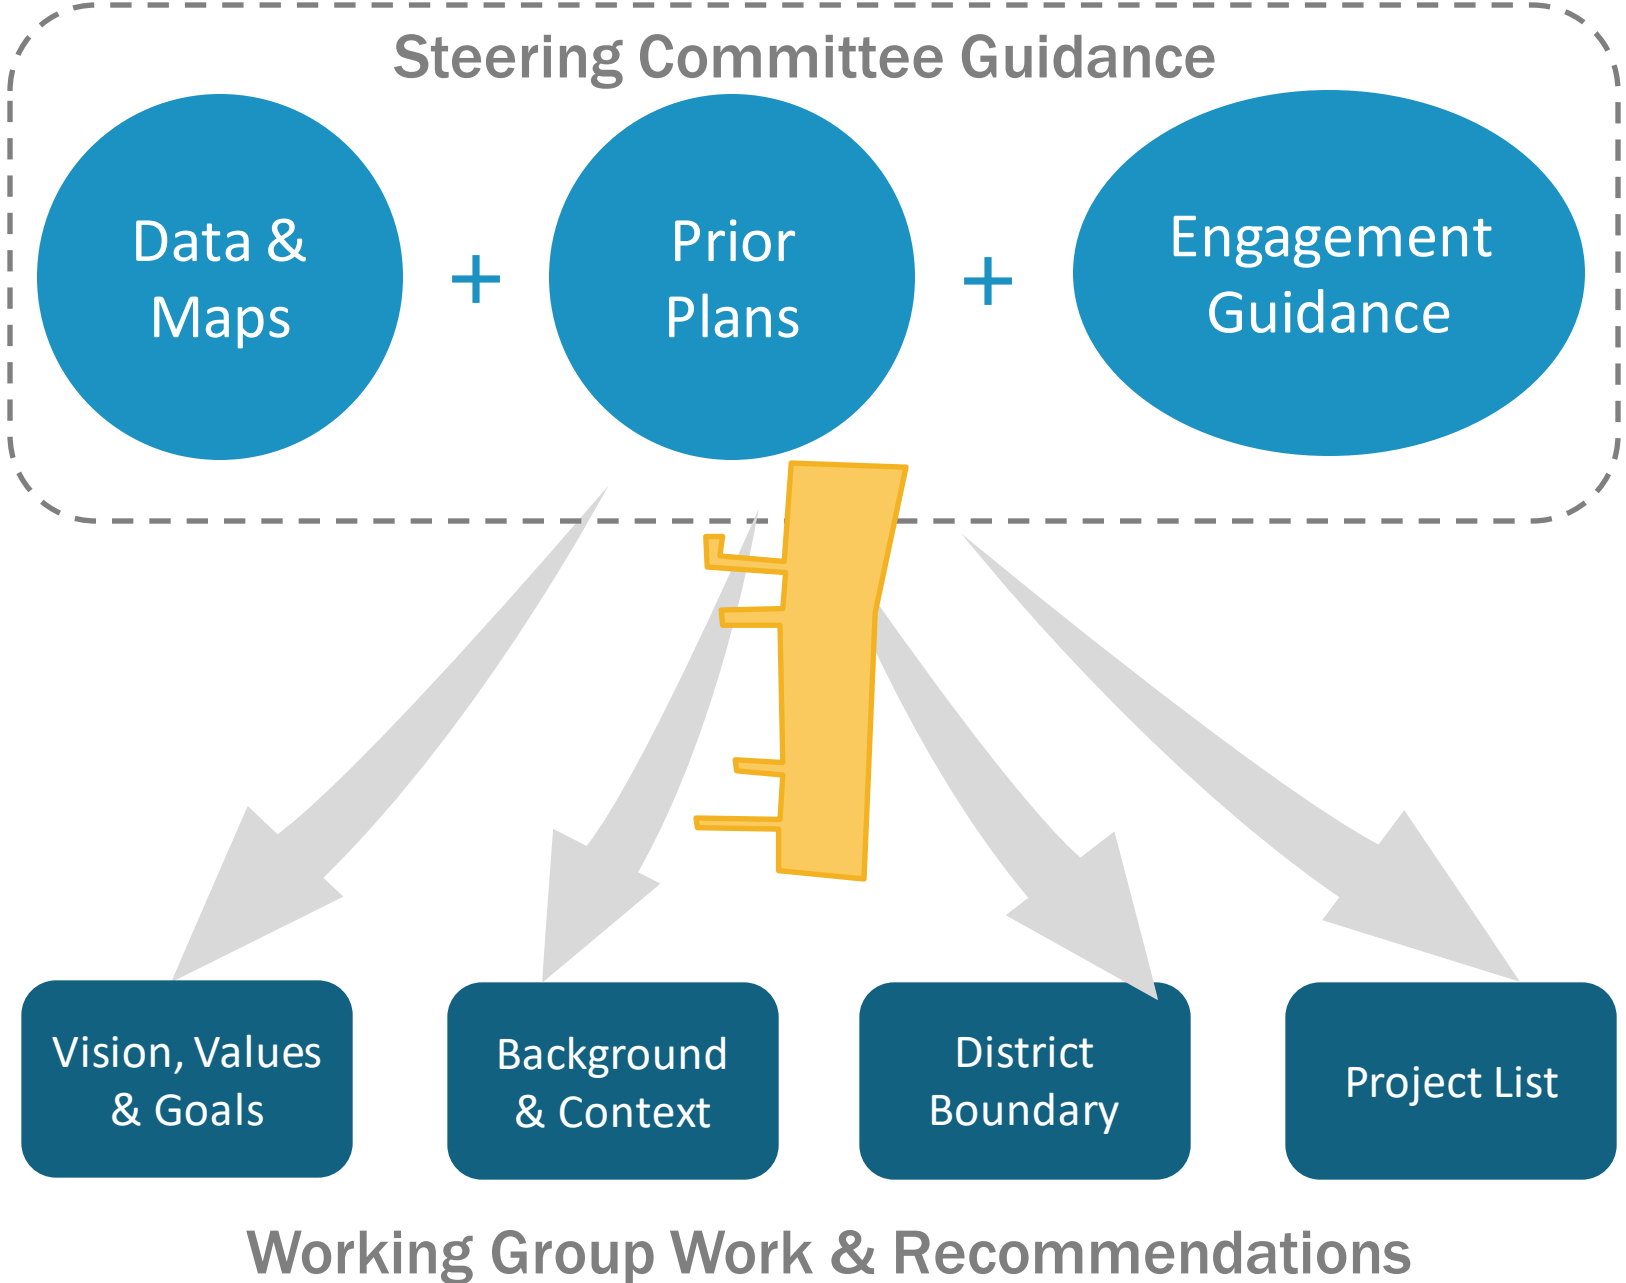 Steering Committee Guidance
Data &
Maps
+
Prior
Plans
+
Engagement
Guidance
Vision, Values
& Goals
Background
& Context
District
Boundary
Project List
Working Group Work & Recommendations